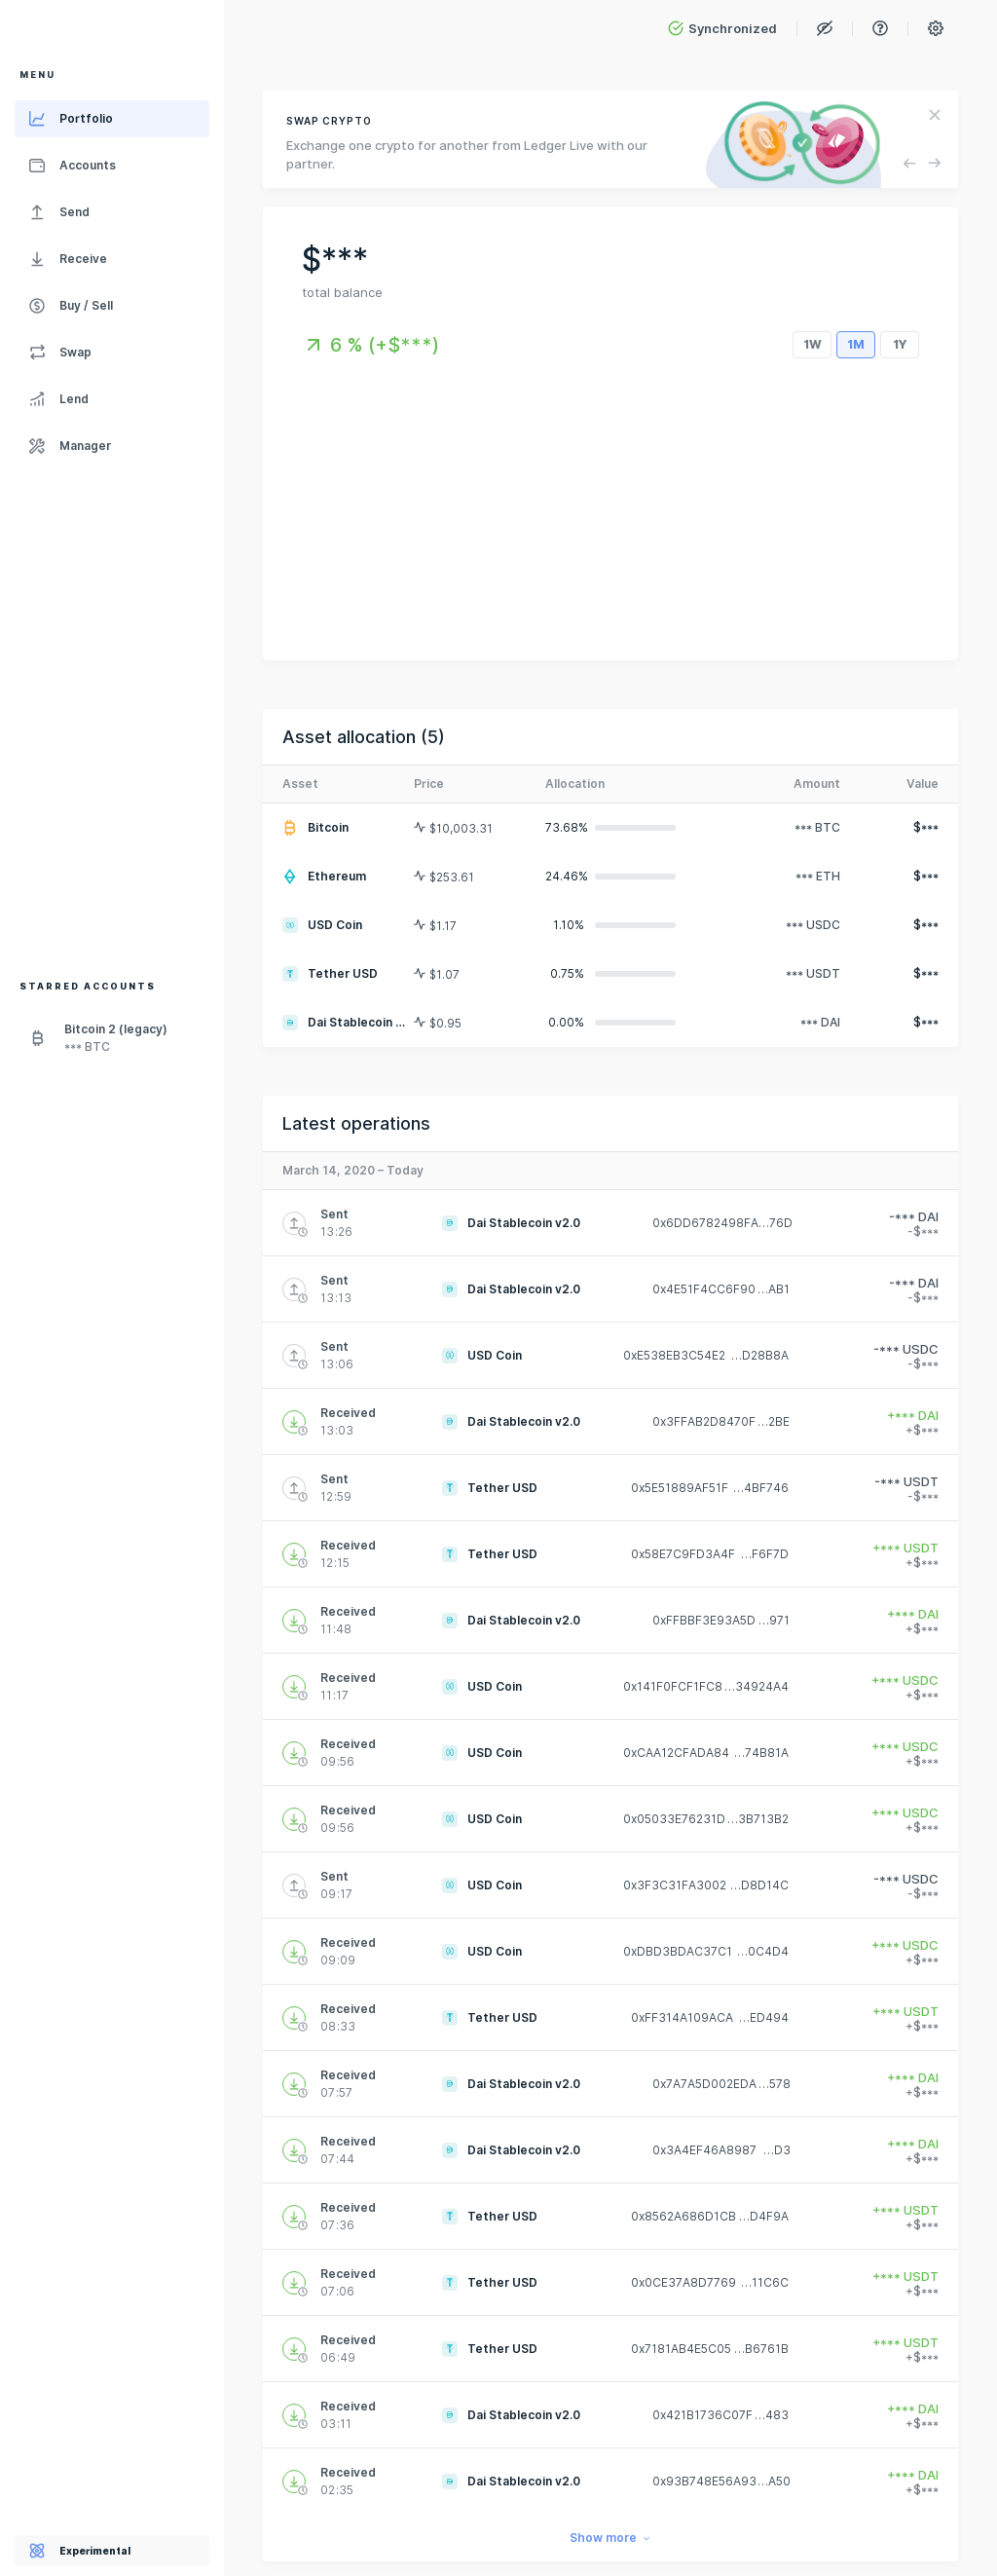 Synchronized
MENU
Portfolio
Accounts
Send
Receive
Buy / Sell
Swap
Lend
Manager
STARRED ACCOUNTS
Bitcoin 2 (legacy)
*** BTC
Experimental
SWAP CRYPTO
Exchange one crypto for another from Ledger Live with our
partner.
$***
total balance
6 % (+$***)
1W 1M 1Y
Asset allocation (5)
Asset Price Allocation Amount Value
Bitcoin $10,003.31 73.68% *** BTC $***
Ethereum $253.61 24.46% *** ETH $***
USD Coin $1.17 1.10% *** USDC $***
Tether USD $1.07 0.75% *** USDT $***
Dai Stablecoin ... $0.95 0.00% *** DAI $***
Latest operations
March 14, 2020 – Today
Sent Dai Stablecoin v2.0 0x6DD6782498FA...76D -*** DAI
13:26 -$***
Sent Dai Stablecoin v2.0 0x4E51F4CC6F90...AB1 -*** DAI
13:13 -$***
Sent USD Coin 0xE538EB3C54E2 ...D28B8A -*** USDC
13:06 -$***
Received Dai Stablecoin v2.0 0x3FFAB2D8470F...2BE +*** DAI
13:03 +$***
Sent Tether USD 0x5E51889AF51F ...4BF746 -*** USDT
12:59 -$***
Received Tether USD 0x58E7C9FD3A4F ...F6F7D +*** USDT
12:15 +$***
Received Dai Stablecoin v2.0 0xFFBBF3E93A5D ...971 +*** DAI
11:48 +$***
Received USD Coin 0x141F0FCF1FC8...34924A4 +*** USDC
11:17 +$***
Received USD Coin 0xCAA12CFADA84 ...74B81A +*** USDC
09:56 +$***
Received USD Coin 0x05033E76231D...3B713B2 +*** USDC
09:56 +$***
Sent USD Coin 0x3F3C31FA3002 ...D8D14C -*** USDC
09:17 -$***
Received USD Coin 0xDBD3BDAC37C1 ...0C4D4 +*** USDC
09:09 +$***
Received Tether USD 0xFF314A109ACA ...ED494 +*** USDT
08:33 +$***
Received Dai Stablecoin v2.0 0x7A7A5D002EDA...578 +*** DAI
07:57 +$***
Received Dai Stablecoin v2.0 0x3A4EF46A8987 ...D3 +*** DAI
07:44 +$***
Received Tether USD 0x8562A686D1CB ...D4F9A +*** USDT
07:36 +$***
Received Tether USD 0x0CE37A8D7769 ...11C6C +*** USDT
07:06 +$***
Received Tether USD 0x7181AB4E5C05 ...B6761B +*** USDT
06:49 +$***
Received Dai Stablecoin v2.0 0x421B1736C07F...483 +*** DAI
03:11 +$***
Received Dai Stablecoin v2.0 0x93B748E56A93...A50 +*** DAI
02:35 +$***
Show more